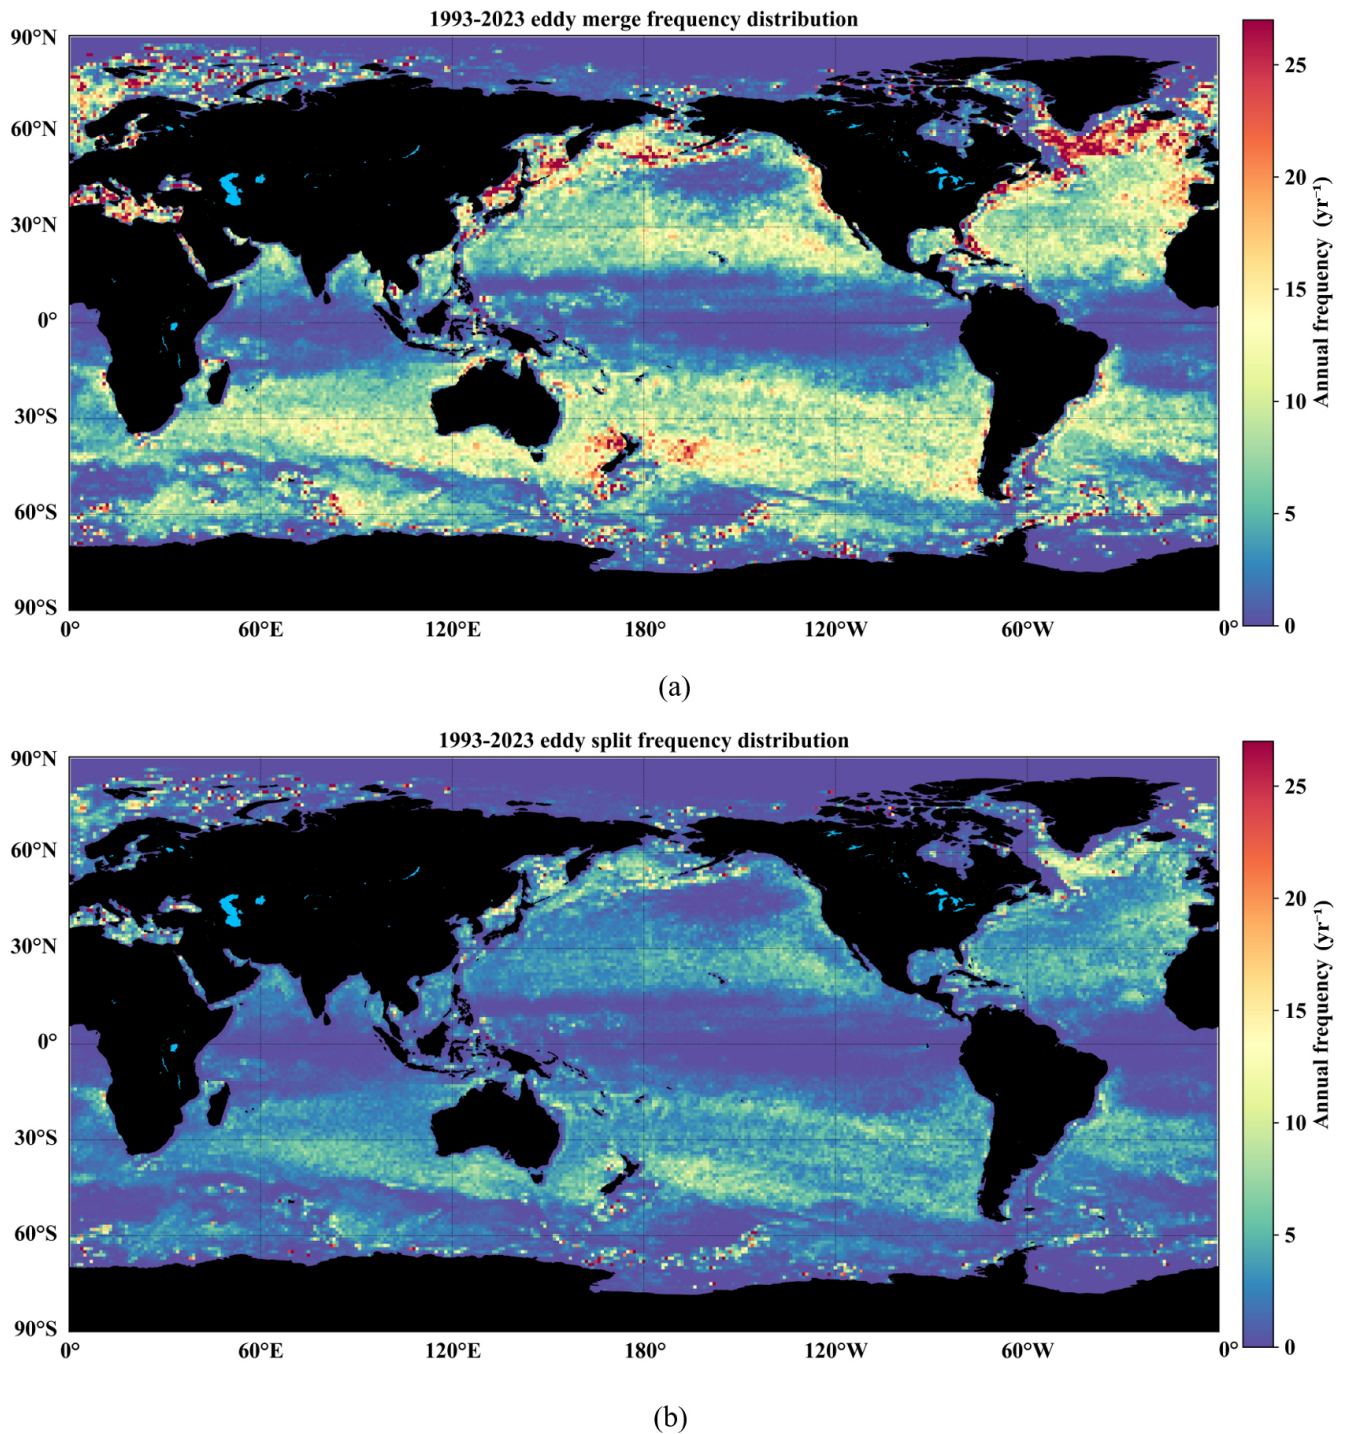 1993-2023 eddy merge frequency distribution
90°N
60°N
30°N
0°
30°S
60°S
90°S
0°
60°E
120°E
180°
120°W
60°W
0°
25
20
15
10
5
0
Annual frequency (yr⁻¹)
(a)
1993-2023 eddy split frequency distribution
90°N
60°N
30°N
0°
30°S
60°S
90°S
0°
60°E
120°E
180°
120°W
60°W
0°
25
20
15
10
5
0
Annual frequency (yr⁻¹)
(b)